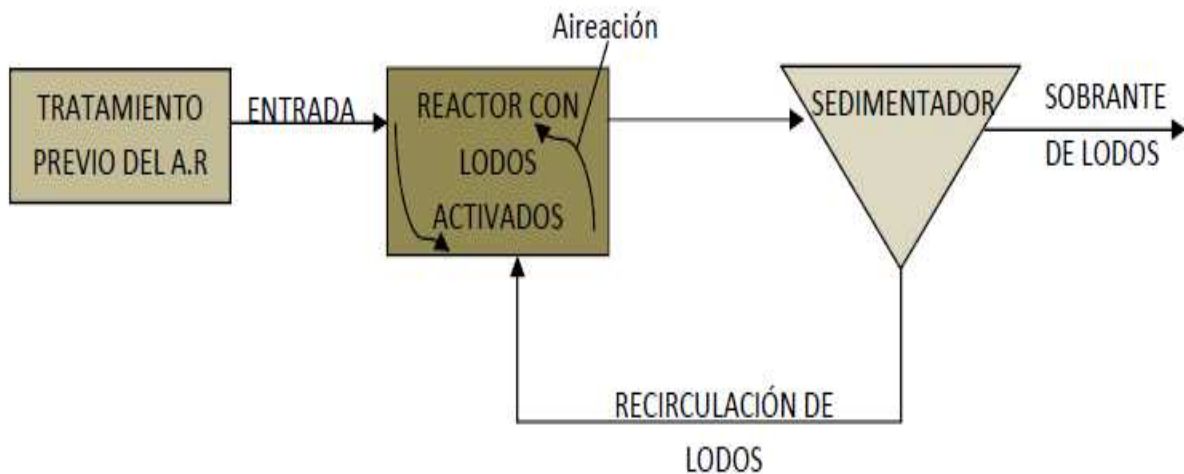 Aireación
TRATAMIENTO
PREVIO DEL A.R
ENTRADA
REACTOR CON
LODOS
ACTIVADOS
SEDIMENTADOR
SOBRANTE
DE LODOS
RECIRCULACIÓN DE
LODOS